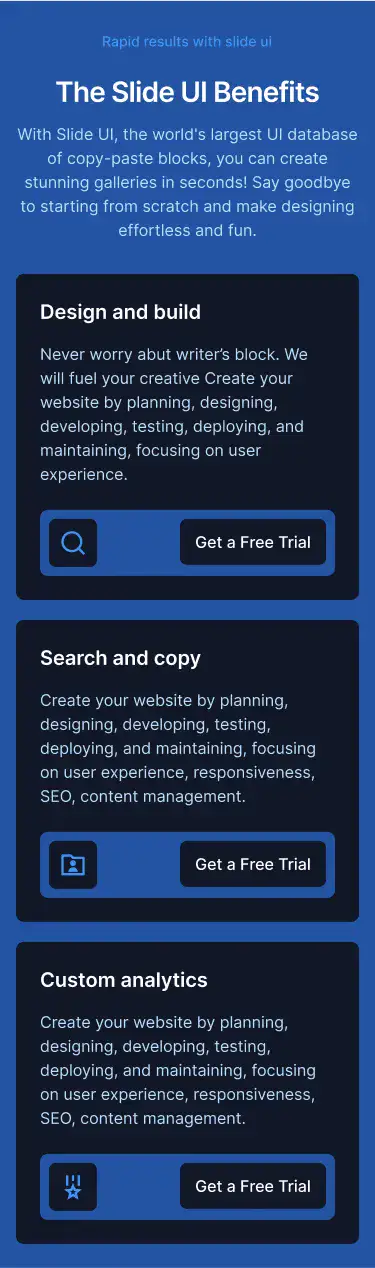 Rapid results with slide ui
The Slide UI Benefits
With Slide UI, the world's largest UI database
of copy-paste blocks, you can create
stunning galleries in seconds! Say goodbye
to starting from scratch and make designing
effortless and fun.
Design and build
Never worry abut writer’s block. We
will fuel your creative Create your
website by planning, designing,
developing, testing, deploying, and
maintaining, focusing on user
experience.
Get a Free Trial
Search and copy
Create your website by planning,
designing, developing, testing,
deploying, and maintaining, focusing
on user experience, responsiveness,
SEO, content management.
Get a Free Trial
Custom analytics
Create your website by planning,
designing, developing, testing,
deploying, and maintaining, focusing
on user experience, responsiveness,
SEO, content management.
Get a Free Trial